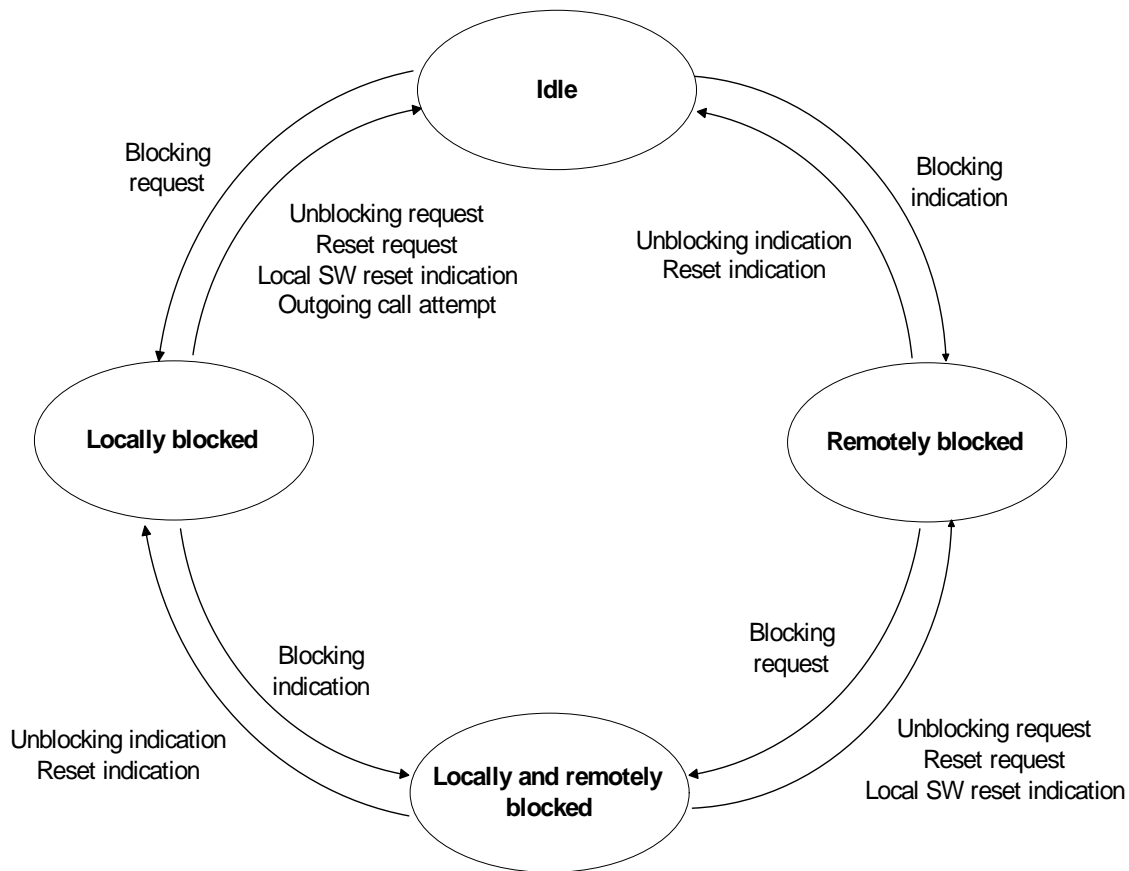 Idle
Blocking
request
Blocking
indication
Unblocking request
Reset request
Local SW reset indication
Outgoing call attempt
Unblocking indication
Reset indication
Locally blocked
Remotely blocked
Blocking
indication
Blocking
request
Unblocking indication
Reset indication
Unblocking request
Reset request
Local SW reset indication
Locally and remotely
blocked